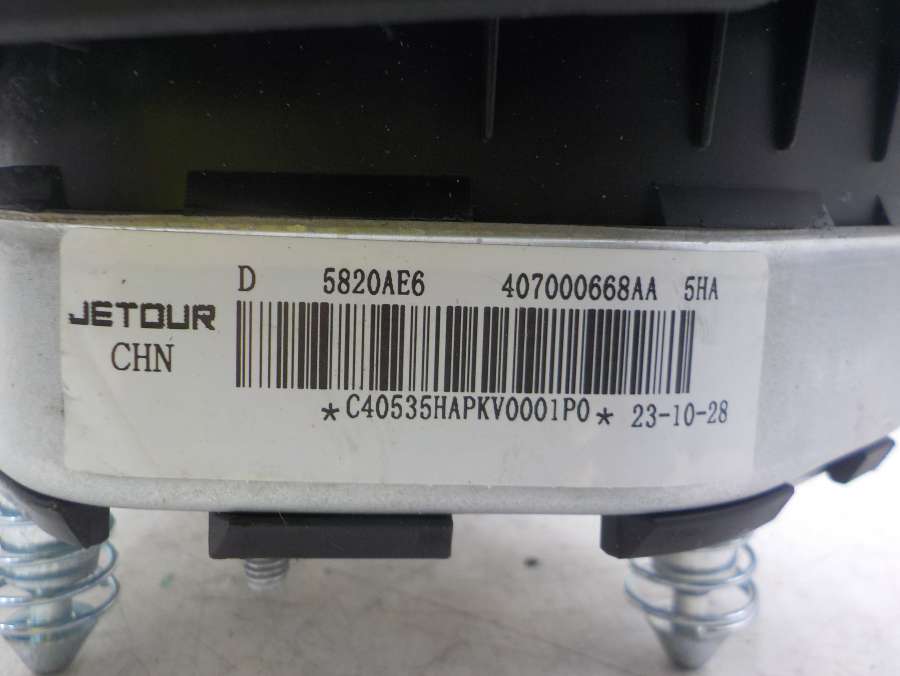 D 5820AE6 407000668AA 5HA
JETOUR
CHN
*C40535HAPKV0001P0* 23-10-28